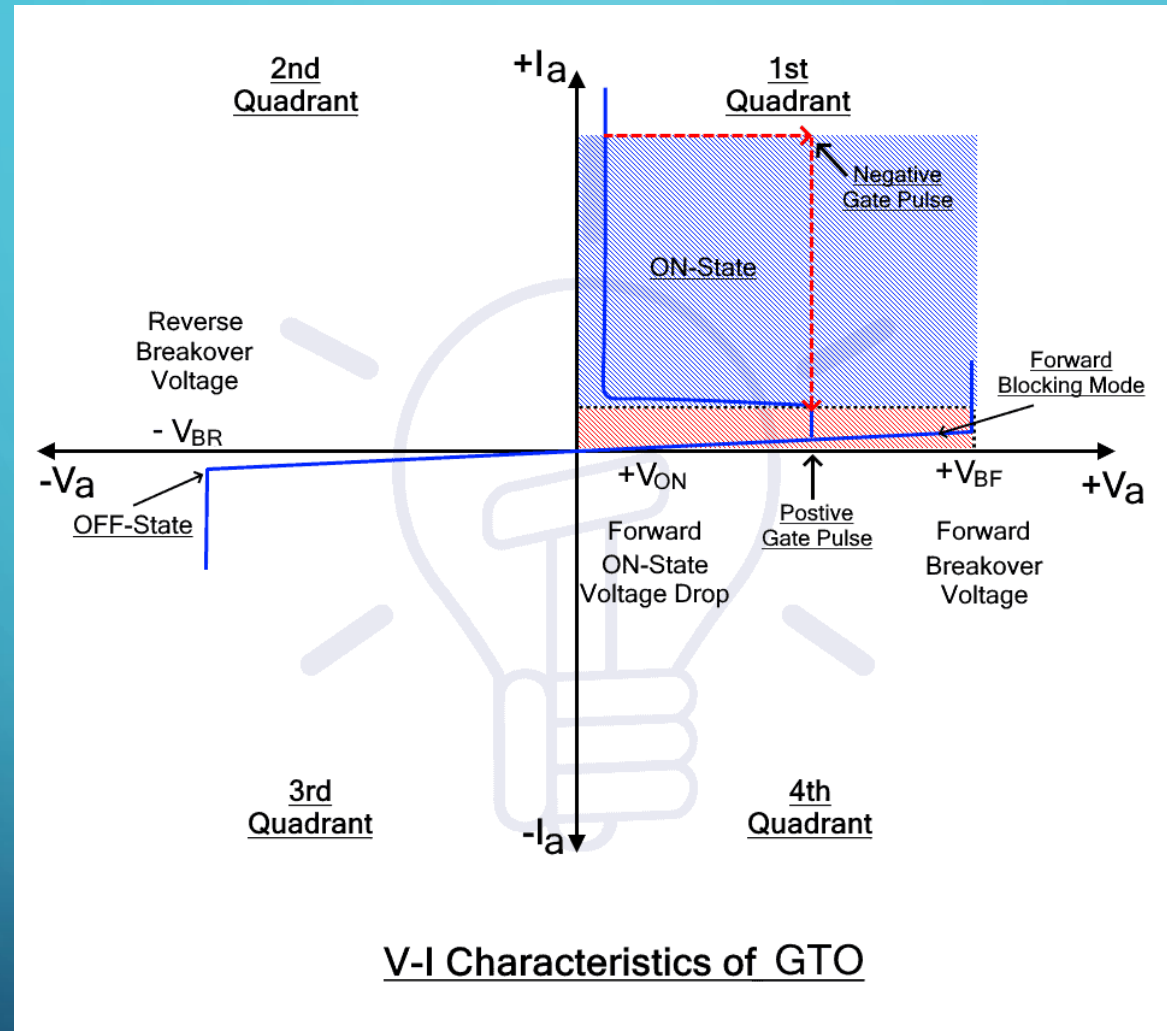 2nd
Quadrant
+Ia
1st
Quadrant
Negative
Gate Pulse
ON-State
Reverse
Breakover
Voltage
Forward
Blocking Mode
- VBR
-Va
+VON
+VBF
+Va
OFF-State
Forward
ON-State
Voltage Drop
Postive
Gate Pulse
Forward
Breakover
Voltage
3rd
Quadrant
4th
Quadrant
-Ia
V-I Characteristics of GTO